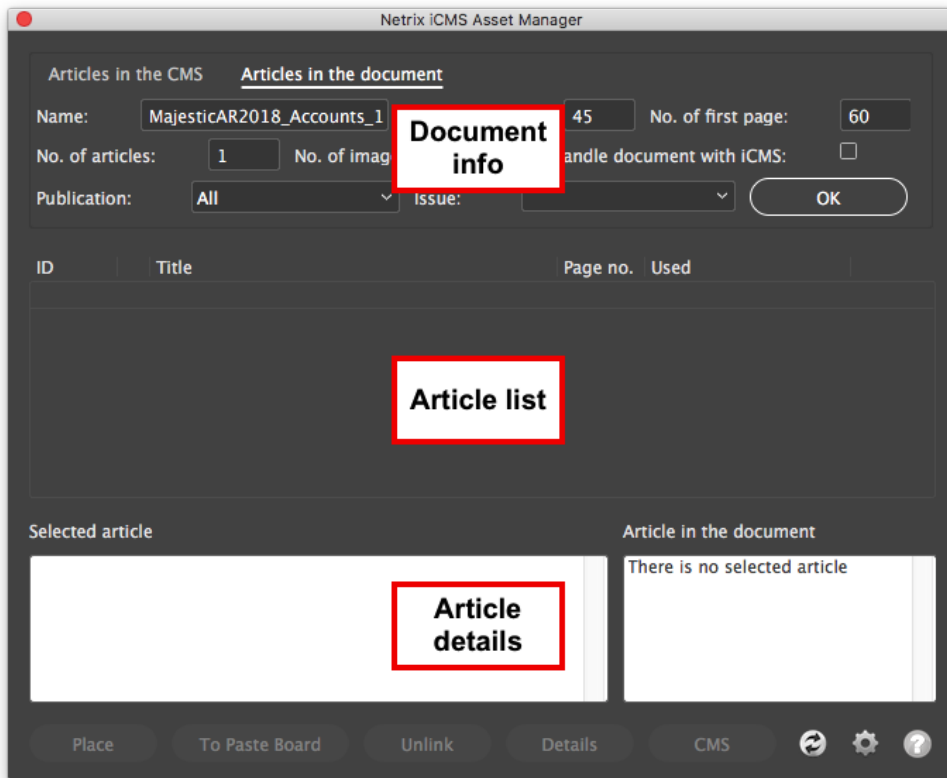 Netrix iCMS Asset Manager
Articles in the CMS Articles in the document
Name: MajesticAR2018_Accounts_1 45 No. of first page: 60
Document
info
No. of articles: 1 No. of imag andle document with iCMS:
Publication: All Issue: OK
ID Title Page no. Used
Article list
Selected article Article in the document
There is no selected article
Article
details
Place To Paste Board Unlink Details CMS